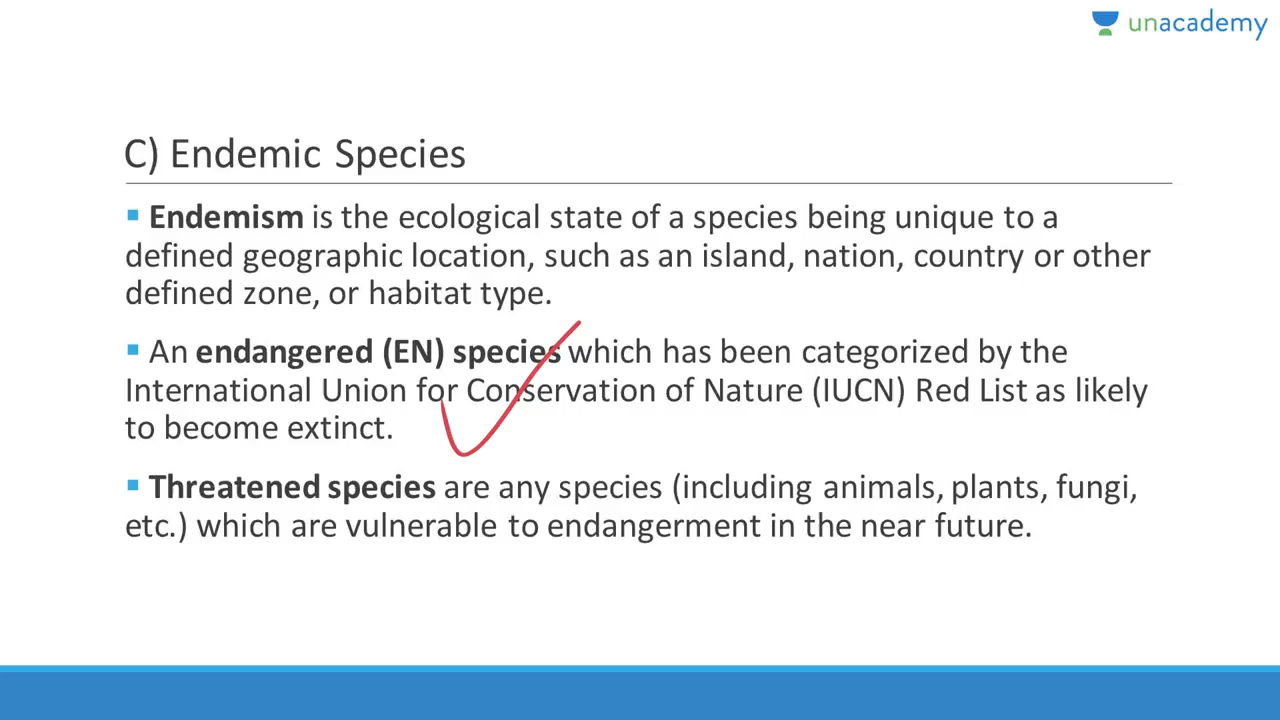 unacademy
C) Endemic Species
▪ Endemism is the ecological state of a species being unique to a
defined geographic location, such as an island, nation, country or other
defined zone, or habitat type.
▪ An endangered (EN) species which has been categorized by the
International Union for Conservation of Nature (IUCN) Red List as likely
to become extinct.
▪ Threatened species are any species (including animals, plants, fungi,
etc.) which are vulnerable to endangerment in the near future.